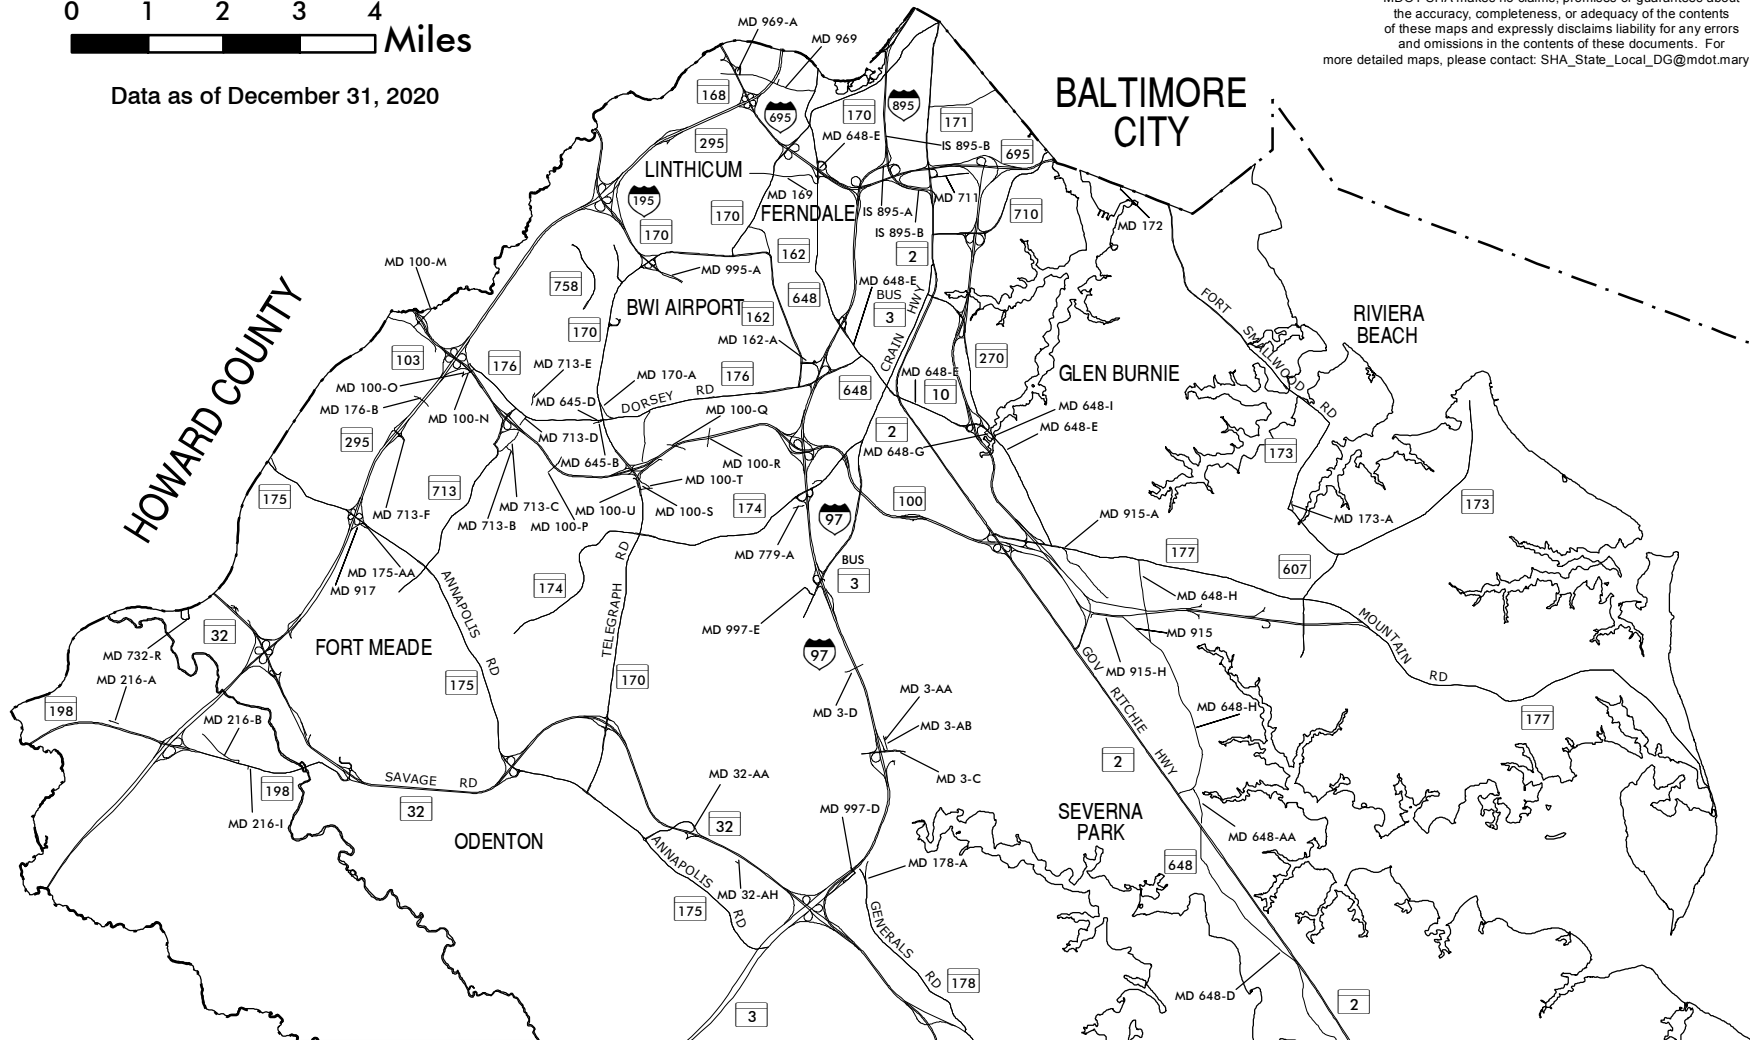 0 1 2 3 4
Miles
Data as of December 31, 2020
the accuracy, completeness, or adequacy of the contents
of these maps and expressly disclaims liability for any errors
and omissions in the contents of these documents. For
more detailed maps, please contact: SHA_State_Local_DG@mdot.mary
MD 969-A
MD 969
BALTIMORE
CITY
168
695
170
895
171
295
MD 648-E
IS 895-B
695
LINTHICUM
195
MD 169
MD 711
170
FERNDALE
IS 895-A
710
170
IS 895-B
MD 172
162
2
MD 100-M
MD 995-A
758
MD 648-E
648
BUS
3
HWY
FORT
SMALLWOOD
RD
BWI AIRPORT
162
RIVIERA
BEACH
170
HOWARD COUNTY
MD 162-A
CRAIN
103
176
MD 713-E
270
MD 100-O
MD 170-A
176
648
MD 648-E
10
GLEN BURNIE
MD 176-B
MD 645-D
DORSEY RD
MD 100-Q
MD 648-I
MD 100-N
MD 648-E
295
MD 713-D
2
MD 648-G
173
MD 645-B
MD 100-R
MD 100-T
175
713
MD 713-F
MD 713-C
MD 713-B
MD 100-P
MD 100-U
MD 100-S
174
100
97
MD 915-A
MD 173-A
173
MD 779-A
177
RD
TELEGRAPH
BUS
3
607
MD 175-AA
MD 917
ANNAPOLIS
RD
174
MD 648-H
MD 997-E
MD 915
MOUNTAIN
RD
32
FORT MEADE
97
GOV RITCHIE HWY
MD 915-H
MD 732-R
MD 216-A
175
170
MD 3-AA
198
MD 216-B
MD 3-D
MD 3-AB
MD 648-H
177
2
MD 3-C
SAVAGE RD
MD 32-AA
198
32
MD 997-D
MD 216-I
32
SEVERNA
PARK
ODENTON
MD 648-AA
ANNAPOLIS
RD
MD 178-A
648
MD 32-AH
175
GENERALS
RD
178
MD 648-D
3
2